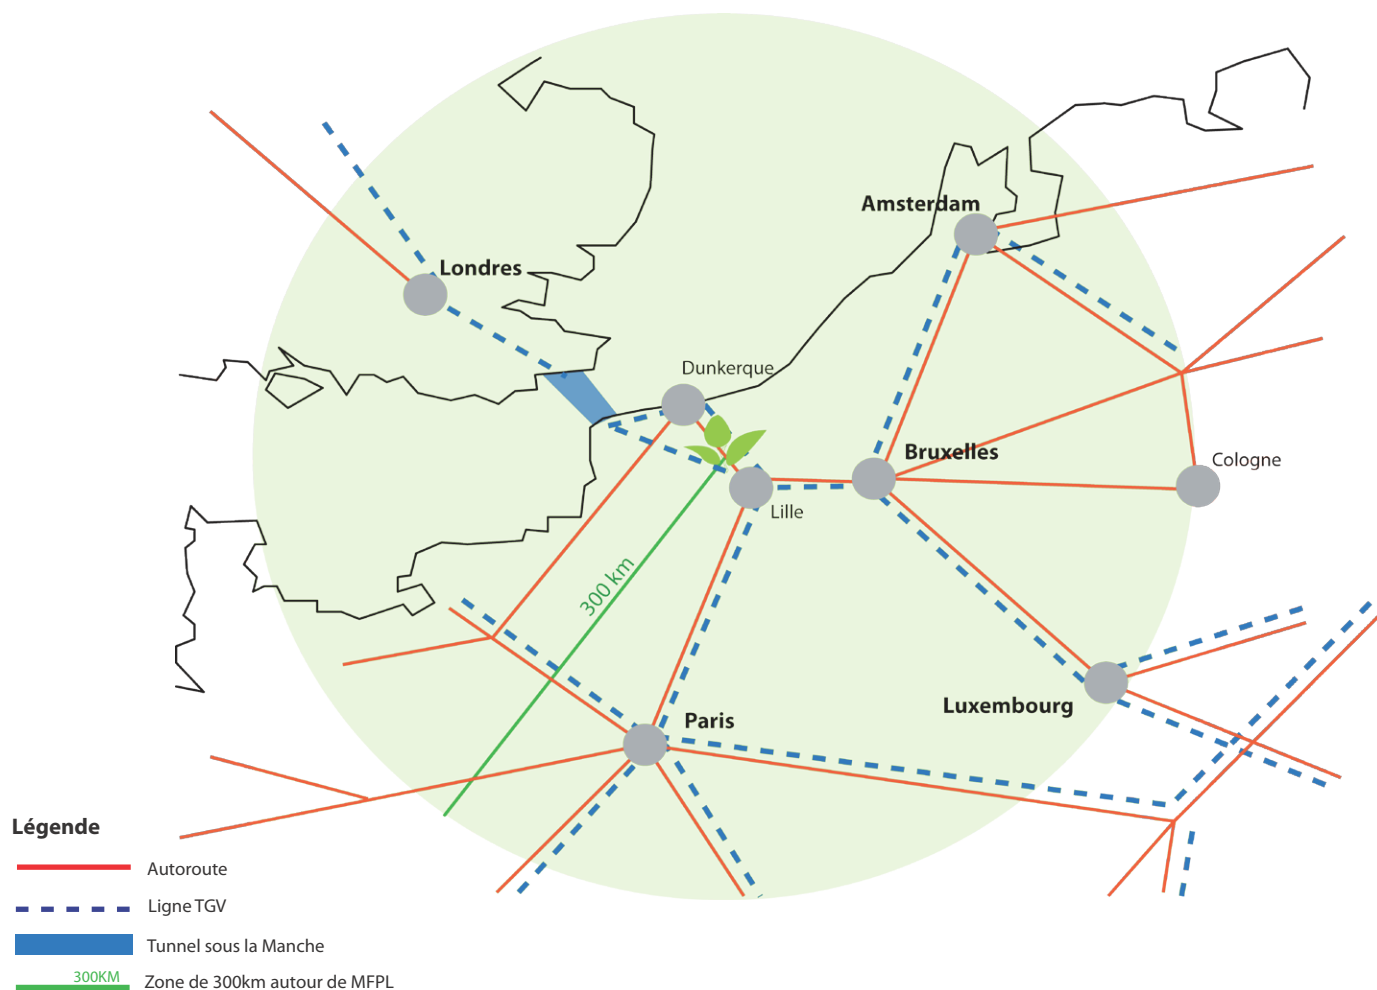 Amsterdam
Londres
Dunkerque
Bruxelles
Cologne
Lille
300 km
Luxembourg
Paris
Légende
Autoroute
Ligne TGV
Tunnel sous la Manche
300KM
Zone de 300km autour de MFPL